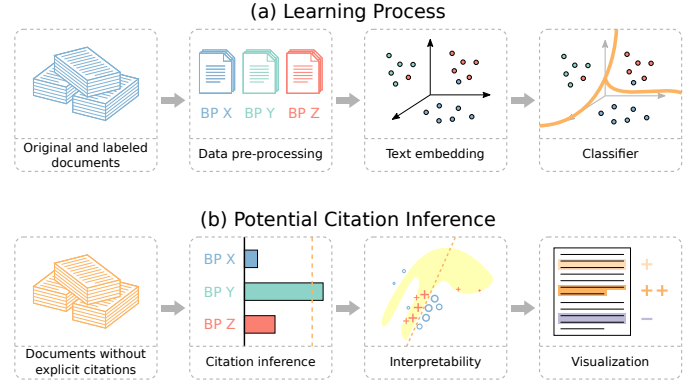 (a) Learning Process
BP X BP Y BP Z
Original and labeled
documents
Data pre-processing
Text embedding
Classifier
(b) Potential Citation Inference
BP X
BP Y
BP Z
+
++
−
Documents without
explicit citations
Citation inference
Interpretability
Visualization